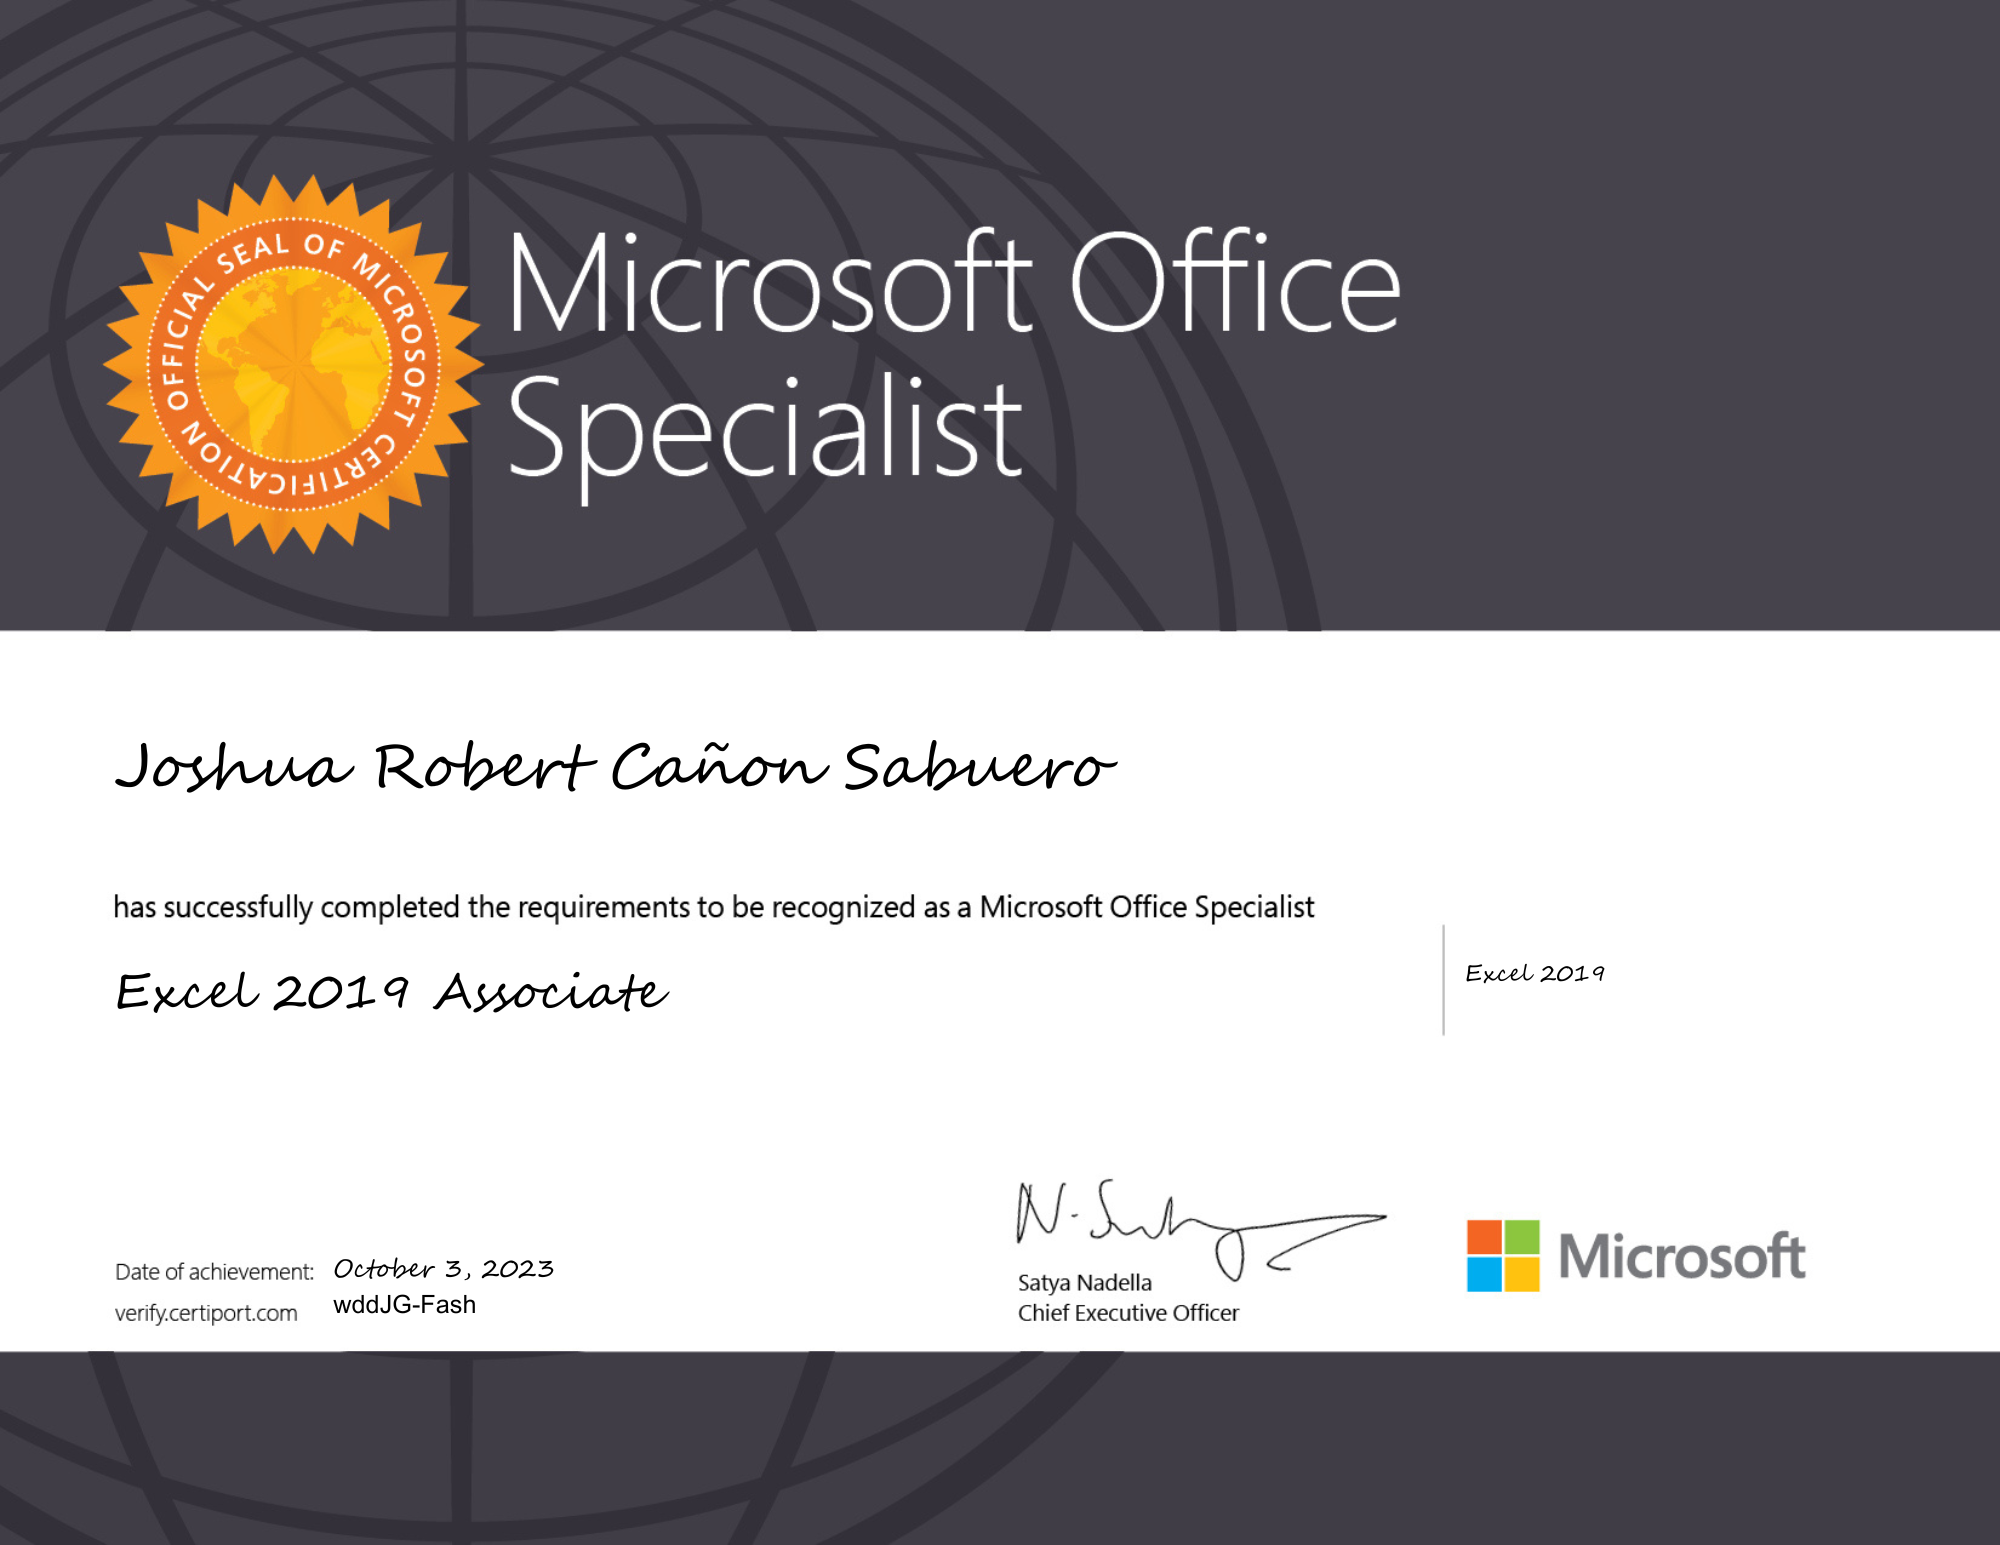 OFFICIAL SEAL OF MICROSOFT CERTIFICATION
Microsoft Office
Specialist
Joshua Robert Cañon Sabuero
has successfully completed the requirements to be recognized as a Microsoft Office Specialist
Excel 2019 Associate
Excel 2019
Date of achievement: October 3, 2023
verify.certiport.com wddJG-Fash
N. Satya
Satya Nadella
Chief Executive Officer
Microsoft